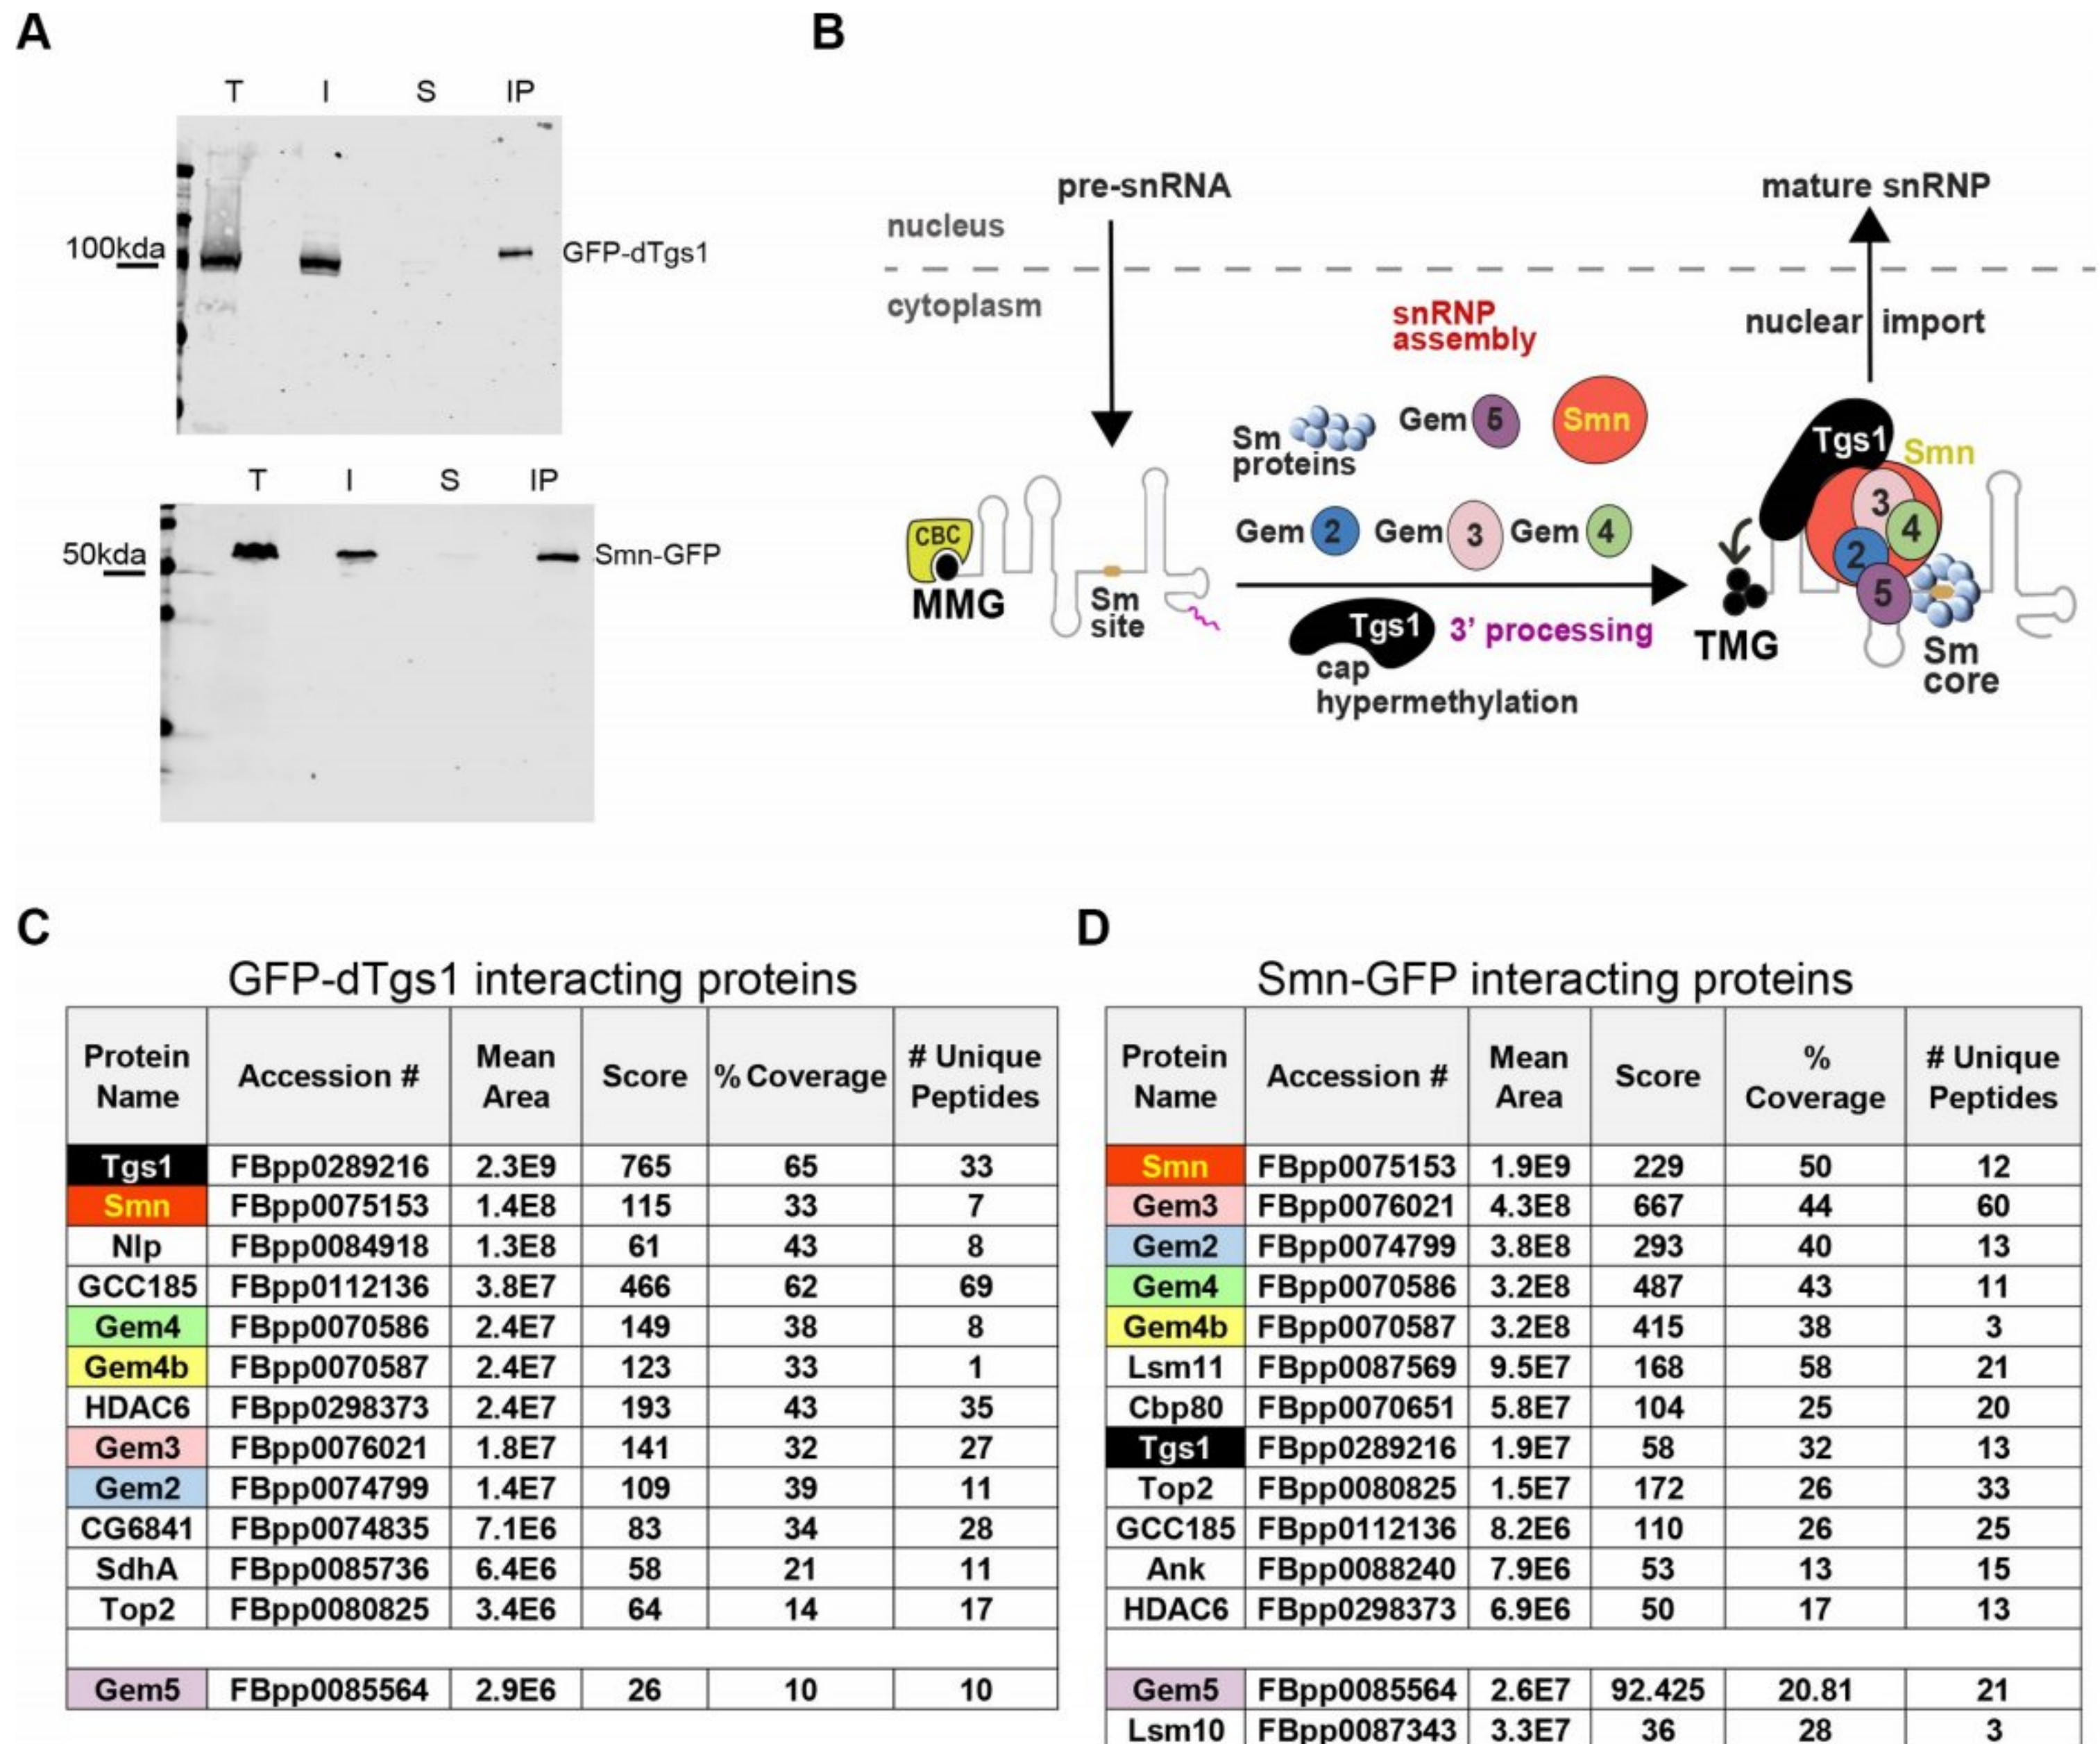 A
T I S IP
100kda
GFP-dTgs1
T I S IP
50kda
Smn-GFP
B
pre-snRNA
mature snRNP
nucleus
cytoplasm
snRNP
assembly
nuclear import
Sm
proteins
Gem 5
Smn
Gem 2 Gem 3 Gem 4
CBC
MMG
Sm
site
Tgs1
3’ processing
cap
hypermethylation
Tgs1
Smn
3
4
2
5
TMG
Sm
core
C
GFP-dTgs1 interacting proteins
Protein Name Accession # Mean Area Score % Coverage # Unique Peptides
Tgs1 FBpp0289216 2.3E9 765 65 33
Smn FBpp0075153 1.4E8 115 33 7
Nlp FBpp0084918 1.3E8 61 43 8
GCC185 FBpp0112136 3.8E7 466 62 69
Gem4 FBpp0070586 2.4E7 149 38 8
Gem4b FBpp0070587 2.4E7 123 33 1
HDAC6 FBpp0298373 2.4E7 193 43 35
Gem3 FBpp0076021 1.8E7 141 32 27
Gem2 FBpp0074799 1.4E7 109 39 11
CG6841 FBpp0074835 7.1E6 83 34 28
SdhA FBpp0085736 6.4E6 58 21 11
Top2 FBpp0080825 3.4E6 64 14 17
Gem5 FBpp0085564 2.9E6 26 10 10
D
Smn-GFP interacting proteins
Protein Name Accession # Mean Area Score % Coverage # Unique Peptides
Smn FBpp0075153 1.9E9 229 50 12
Gem3 FBpp0076021 4.3E8 667 44 60
Gem2 FBpp0074799 3.8E8 293 40 13
Gem4 FBpp0070586 3.2E8 487 43 11
Gem4b FBpp0070587 3.2E8 415 38 3
Lsm11 FBpp0087569 9.5E7 168 58 21
Cbp80 FBpp0070651 5.8E7 104 25 20
Tgs1 FBpp0289216 1.9E7 58 32 13
Top2 FBpp0080825 1.5E7 172 26 33
GCC185 FBpp0112136 8.2E6 110 26 25
Ank FBpp0088240 7.9E6 53 13 15
HDAC6 FBpp0298373 6.9E6 50 17 13
Gem5 FBpp0085564 2.6E7 92.425 20.81 21
Lsm10 FBpp0087343 3.3E7 36 28 3